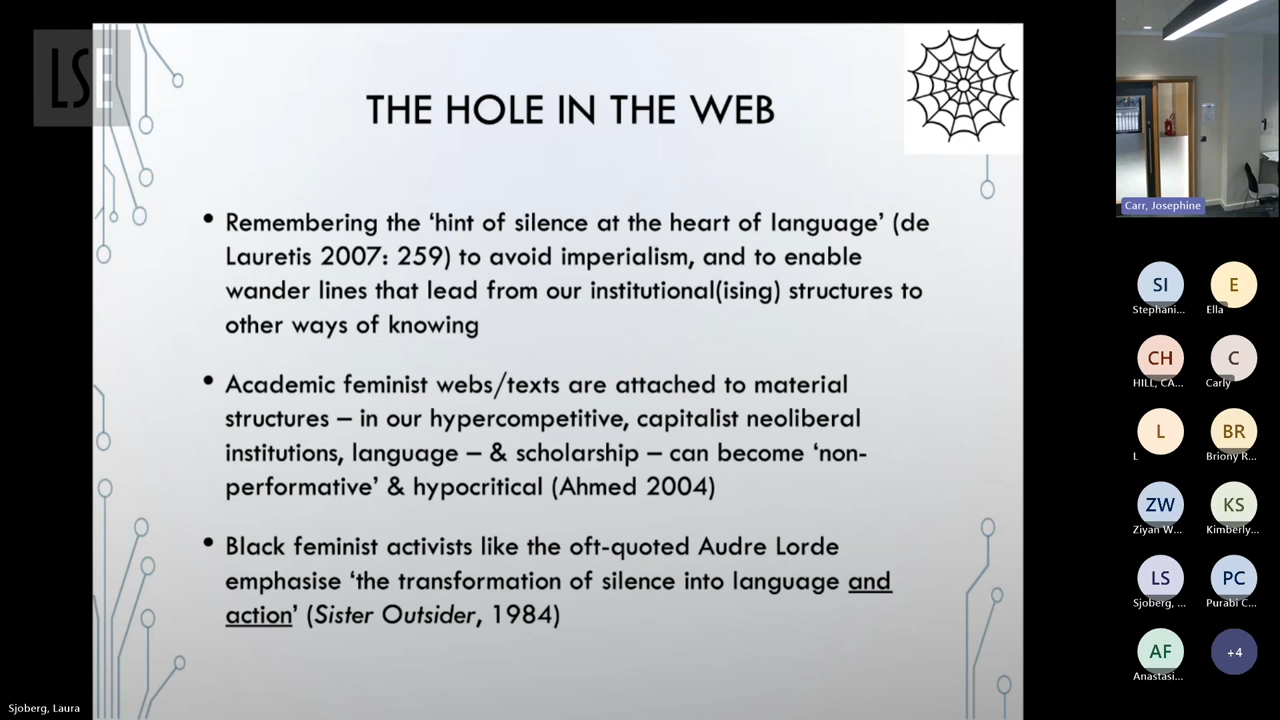 LSE
THE HOLE IN THE WEB
• Remembering the ‘hint of silence at the heart of language’ (de
Lauretis 2007: 259) to avoid imperialism, and to enable
wander lines that lead from our institutional(ising) structures to
other ways of knowing
• Academic feminist webs/texts are attached to material
structures – in our hypercompetitive, capitalist neoliberal
institutions, language – & scholarship – can become ‘non-
performative’ & hypocritical (Ahmed 2004)
• Black feminist activists like the oft-quoted Audre Lorde
emphasise ‘the transformation of silence into language and
action’ (Sister Outsider, 1984)
Sjoberg, Laura
Carr, Josephine
SI
Stephani...
E
Ella
CH
HILL, CA...
C
Carly
L
L
BR
Briony R...
ZW
Ziyan W...
KS
Kimberly...
LS
Sjoberg, ...
PC
Purabi C...
AF
Anastasi...
+4